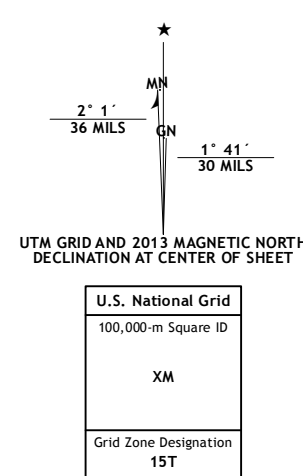 ★
MN
2° 1´
36 MILS
GN
1° 41´
30 MILS
UTM GRID AND 2013 MAGNETIC NORTH
DECLINATION AT CENTER OF SHEET
U.S. National Grid
100,000-m Square ID
XM
Grid Zone Designation
15T